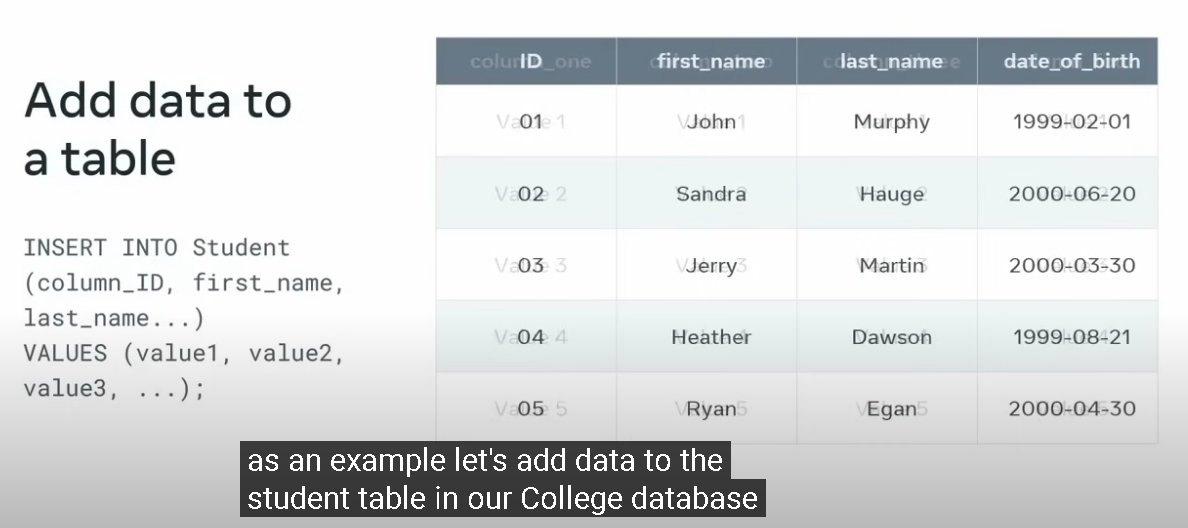 Add data to
a table
INSERT INTO Student
(column_ID, first_name,
last_name...)
VALUES (value1, value2,
value3, ...);
ID first_name last_name date_of_birth
01 John Murphy 1999-02-01
02 Sandra Hauge 2000-06-20
03 Jerry Martin 2000-03-30
04 Heather Dawson 1999-08-21
05 Ryan Egan 2000-04-30
as an example let's add data to the
student table in our College database